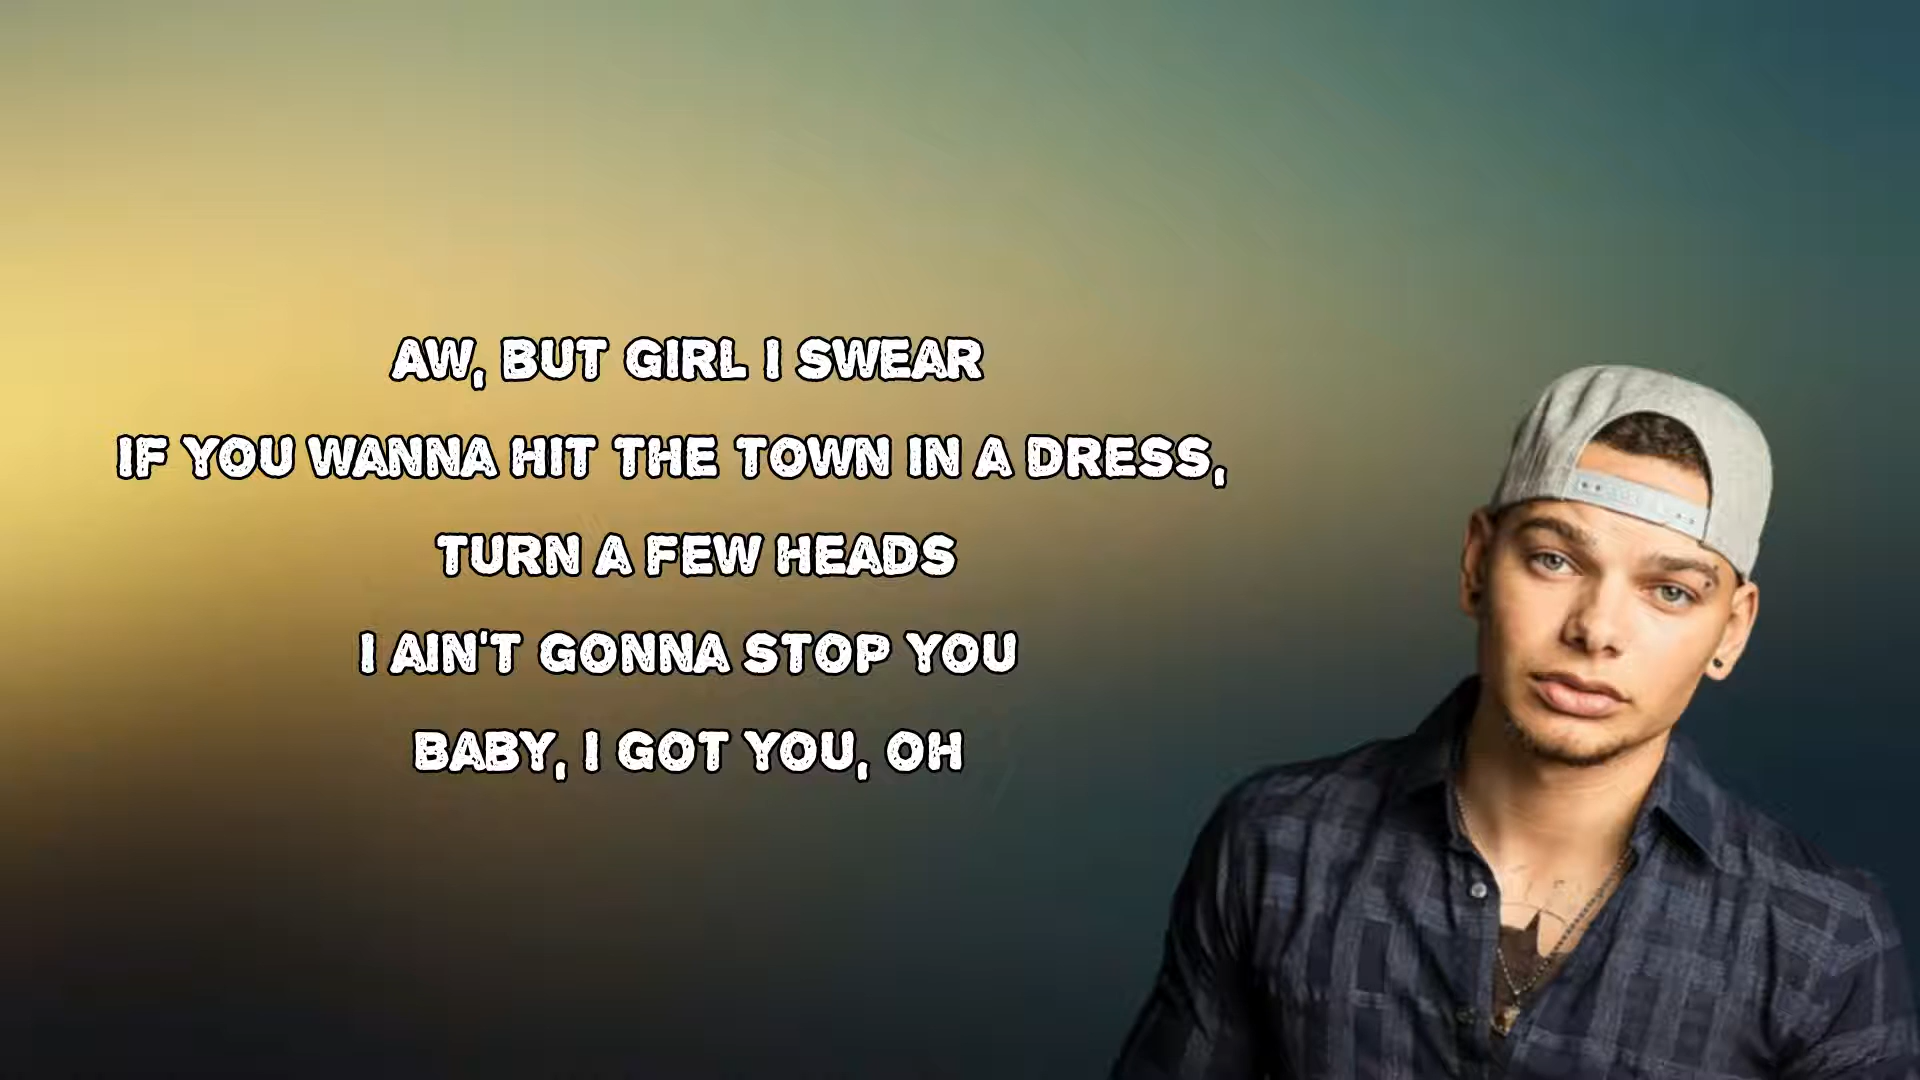 AW, BUT GIRL I SWEAR
IF YOU WANNA HIT THE TOWN IN A DRESS,
TURN A FEW HEADS
I AIN'T GONNA STOP YOU
BABY, I GOT YOU, OH